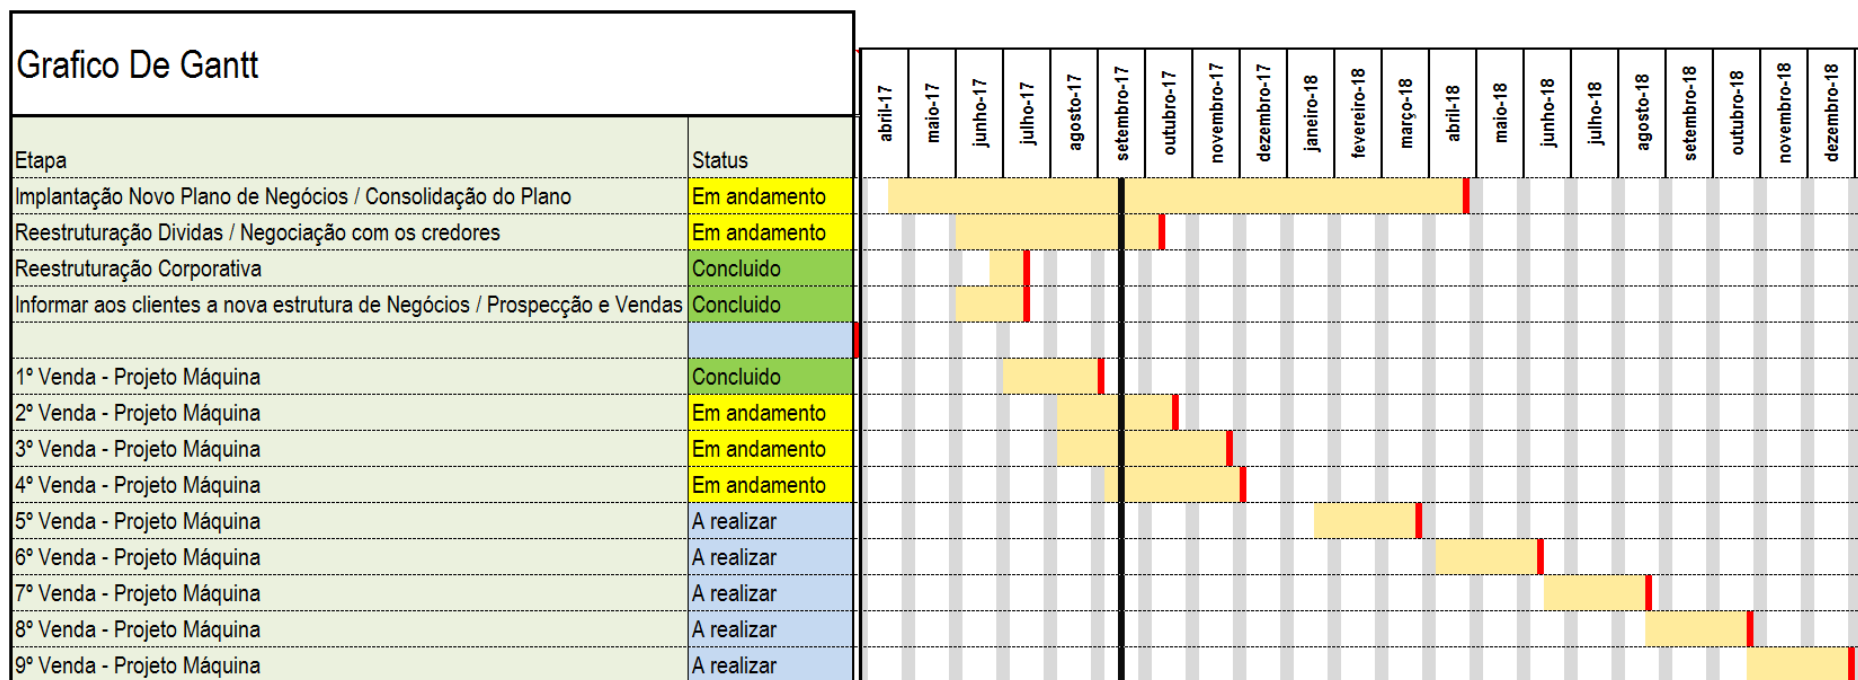 Grafico De Gantt
abril-17 maio-17 junho-17 julho-17 agosto-17 setembro-17 outubro-17 novembro-17 dezembro-17 janeiro-18 fevereiro-18 março-18 abril-18 maio-18 junho-18 julho-18 agosto-18 setembro-18 outubro-18 novembro-18 dezembro-18
Etapa Status
Implantação Novo Plano de Negócios / Consolidação do Plano Em andamento
Reestruturação Dividas / Negociação com os credores Em andamento
Reestruturação Corporativa Concluido
Informar aos clientes a nova estrutura de Negócios / Prospecção e Vendas Concluido
1º Venda - Projeto Máquina Concluido
2º Venda - Projeto Máquina Em andamento
3º Venda - Projeto Máquina Em andamento
4º Venda - Projeto Máquina Em andamento
5º Venda - Projeto Máquina A realizar
6º Venda - Projeto Máquina A realizar
7º Venda - Projeto Máquina A realizar
8º Venda - Projeto Máquina A realizar
9º Venda - Projeto Máquina A realizar